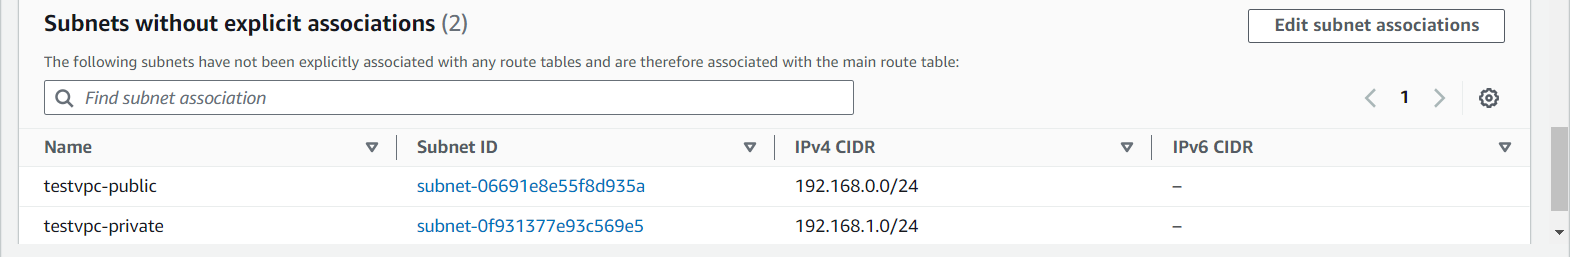 Subnets without explicit associations (2)
Edit subnet associations
The following subnets have not been explicitly associated with any route tables and are therefore associated with the main route table:
Find subnet association
1
Name Subnet ID IPv4 CIDR IPv6 CIDR
testvpc-public subnet-06691e8e55f8d935a 192.168.0.0/24 –
testvpc-private subnet-0f931377e93c569e5 192.168.1.0/24 –